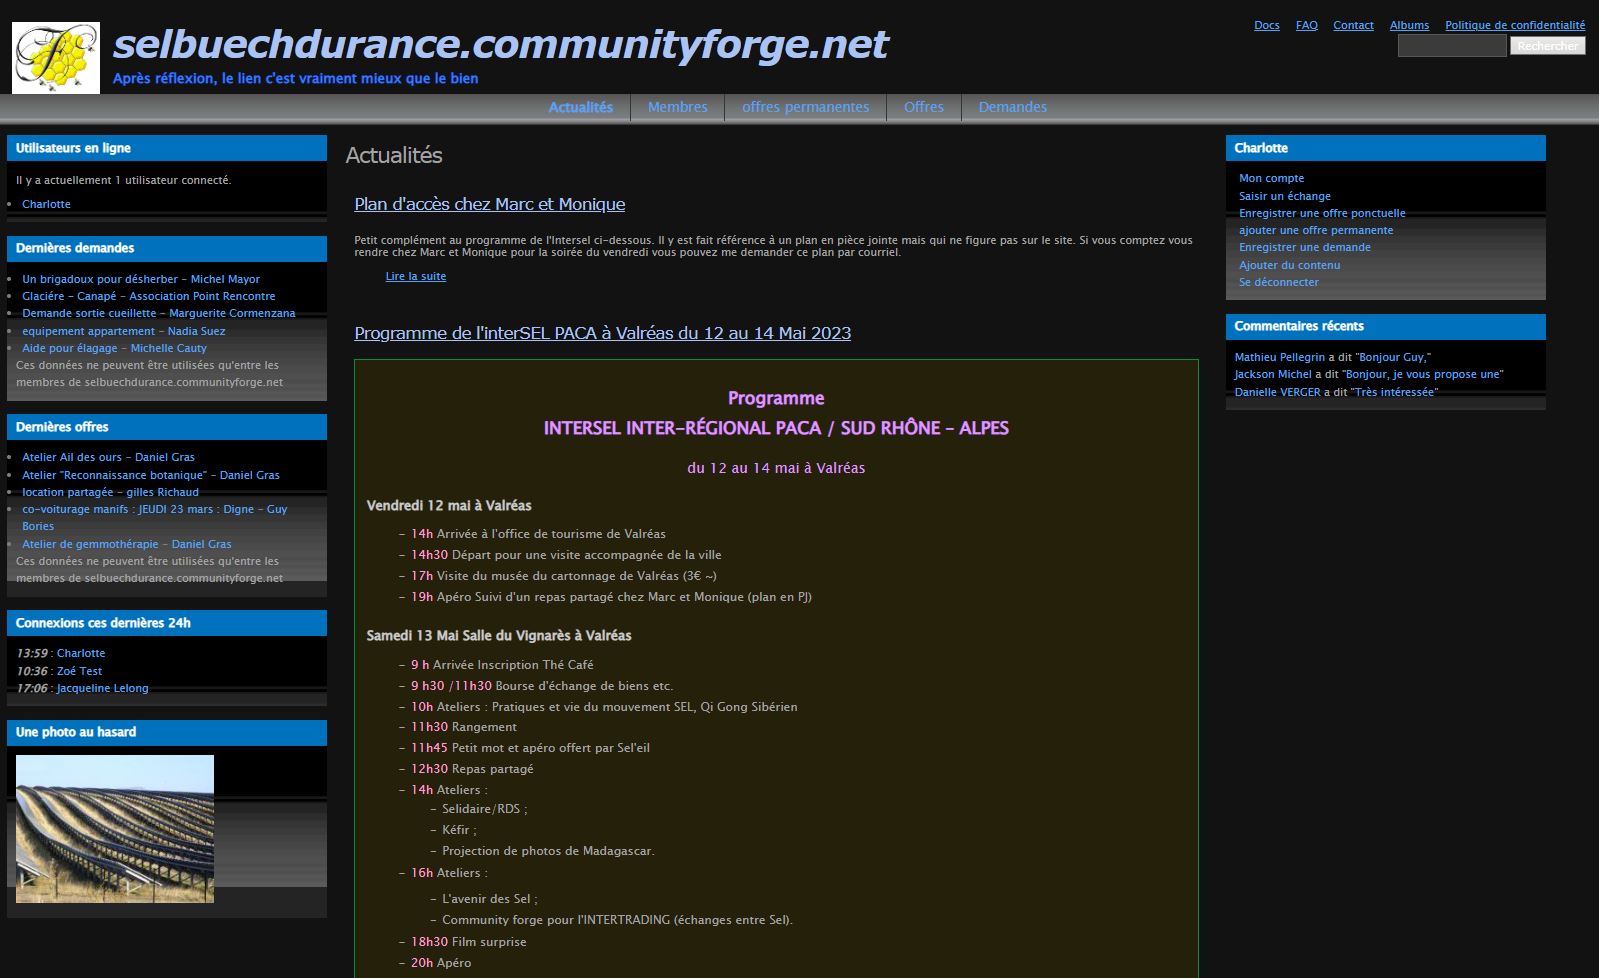 selbuechdurance.communityforge.net
Après réflexion, le lien c'est vraiment mieux que le bien
Docs FAQ Contact Albums Politique de confidentialité
Rechercher
Actualités Membres offres permanentes Offres Demandes
Utilisateurs en ligne
Il y a actuellement 1 utilisateur connecté.
Charlotte
Dernières demandes
Un brigadoux pour désherber - Michel Mayor
Glaciére - Canapé - Association Point Rencontre
Demande sortie cueillette - Marguerite Cormenzana
equipement appartement - Nadia Suez
Aide pour élagage - Michelle Cauty
Ces données ne peuvent être utilisées qu'entre les
membres de selbuechdurance.communityforge.net
Dernières offres
Atelier Ail des ours - Daniel Gras
Atelier "Reconnaissance botanique" - Daniel Gras
location partagée - gilles Richaud
co-voiturage manifs : JEUDI 23 mars : Digne - Guy
Bories
Atelier de gemmothérapie - Daniel Gras
Ces données ne peuvent être utilisées qu'entre les
membres de selbuechdurance.communityforge.net
Connexions ces dernières 24h
13:59 : Charlotte
10:36 : Zoé Test
17:06 : Jacqueline Lelong
Une photo au hasard
Actualités
Plan d'accès chez Marc et Monique
Petit complément au programme de l'Intersel ci-dessous. Il y est fait référence à un plan en pièce jointe mais qui ne figure pas sur le site. Si vous comptez vous
rendre chez Marc et Monique pour la soirée du vendredi vous pouvez me demander ce plan par courriel.
Lire la suite
Programme de l'interSEL PACA à Valréas du 12 au 14 Mai 2023
Programme
INTERSEL INTER-RÉGIONAL PACA / SUD RHÔNE - ALPES
du 12 au 14 mai à Valréas
Vendredi 12 mai à Valréas
- 14h Arrivée à l'office de tourisme de Valréas
- 14h30 Départ pour une visite accompagnée de la ville
- 17h Visite du musée du cartonnage de Valréas (3€ ~)
- 19h Apéro Suivi d'un repas partagé chez Marc et Monique (plan en PJ)
Samedi 13 Mai Salle du Vignarès à Valréas
- 9 h Arrivée Inscription Thé Café
- 9 h30 /11h30 Bourse d'échange de biens etc.
- 10h Ateliers : Pratiques et vie du mouvement SEL, Qi Gong Sibérien
- 11h30 Rangement
- 11h45 Petit mot et apéro offert par Sel'eil
- 12h30 Repas partagé
- 14h Ateliers :
- Selidaire/RDS ;
- Kéfir ;
- Projection de photos de Madagascar.
- 16h Ateliers :
- L'avenir des Sel ;
- Community forge pour l'INTERTRADING (échanges entre Sel).
- 18h30 Film surprise
- 20h Apéro
Charlotte
Mon compte
Saisir un échange
Enregistrer une offre ponctuelle
ajouter une offre permanente
Enregistrer une demande
Ajouter du contenu
Se déconnecter
Commentaires récents
Mathieu Pellegrin a dit "Bonjour Guy,"
Jackson Michel a dit "Bonjour, je vous propose une"
Danielle VERGER a dit "Très intéressée"